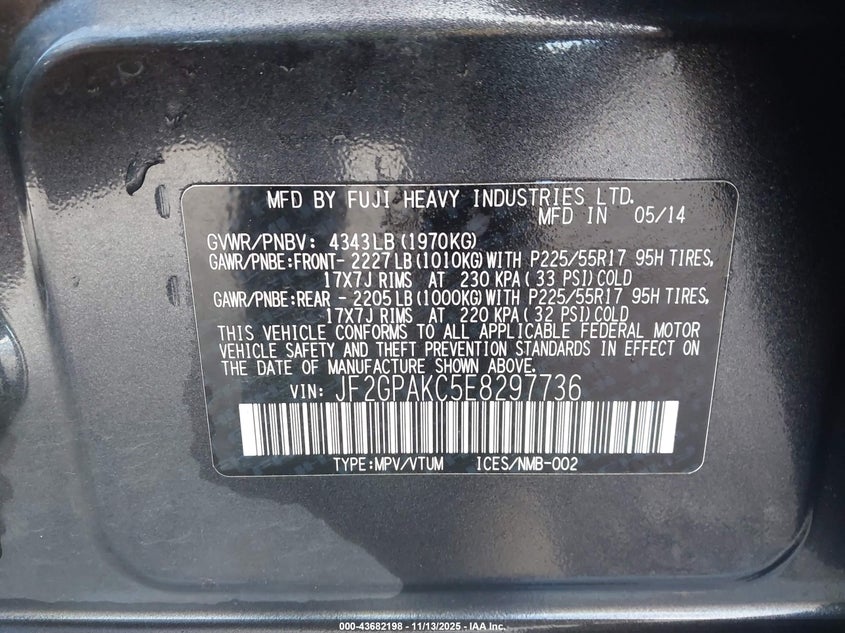 MFD BY FUJI HEAVY INDUSTRIES LTD.
MFD IN 05/14
GVWR/PNBV: 4343LB(1970KG)
GAWR/PNBE:FRONT- 2227LB(1010KG)WITH P225/55R17 95H TIRES,
17X7J RIMS AT 230 KPA(33 PSI)COLD
GAWR/PNBE:REAR - 2205LB(1000KG)WITH P225/55R17 95H TIRES,
17X7J RIMS AT 220 KPA(32 PSI)COLD
THIS VEHICLE CONFORMS TO ALL APPLICABLE FEDERAL MOTOR
VEHICLE SAFETY AND THEFT PREVENTION STANDARDS IN EFFECT ON
THE DATE OF MANUFACTURE SHOWN ABOVE.
VIN: JF2GPAKC5E8297736
TYPE:MPV/VTUM ICES/NMB-002
000-43682198 - 11/13/2025 - IAA Inc.